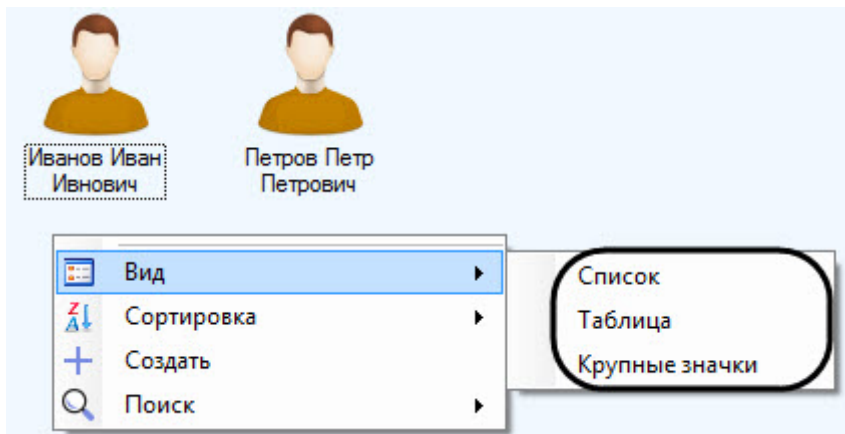 Иванов Иван
Ивнович
Петров Петр
Петрович
Вид
Сортировка
Создать
Поиск
Список
Таблица
Крупные значки